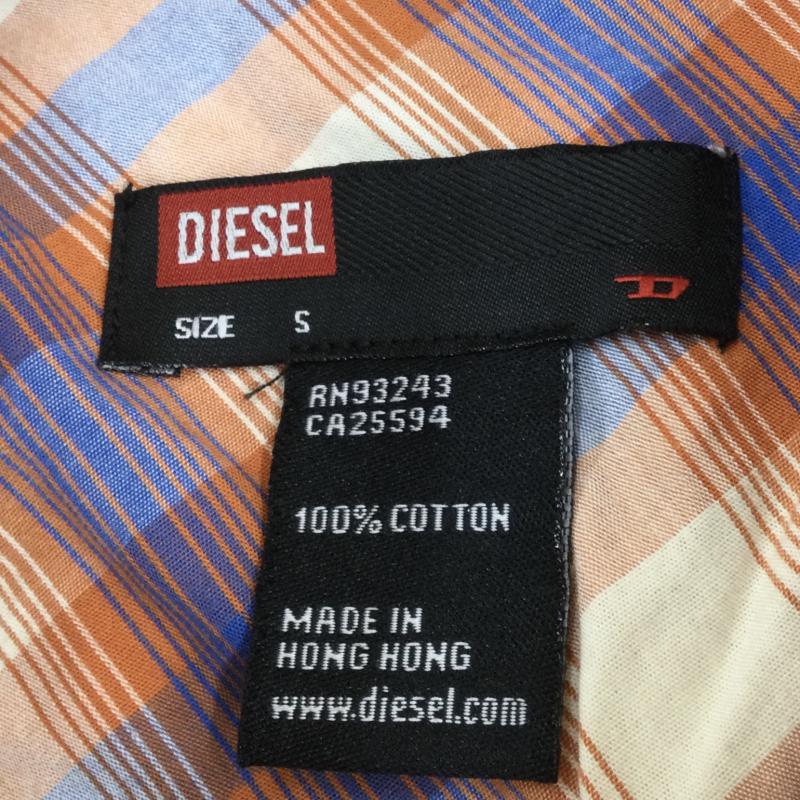 DIESEL
SIZE S
D
RN93243
CA25594
100% COTTON
MADE IN
HONG HONG
www.diesel.com